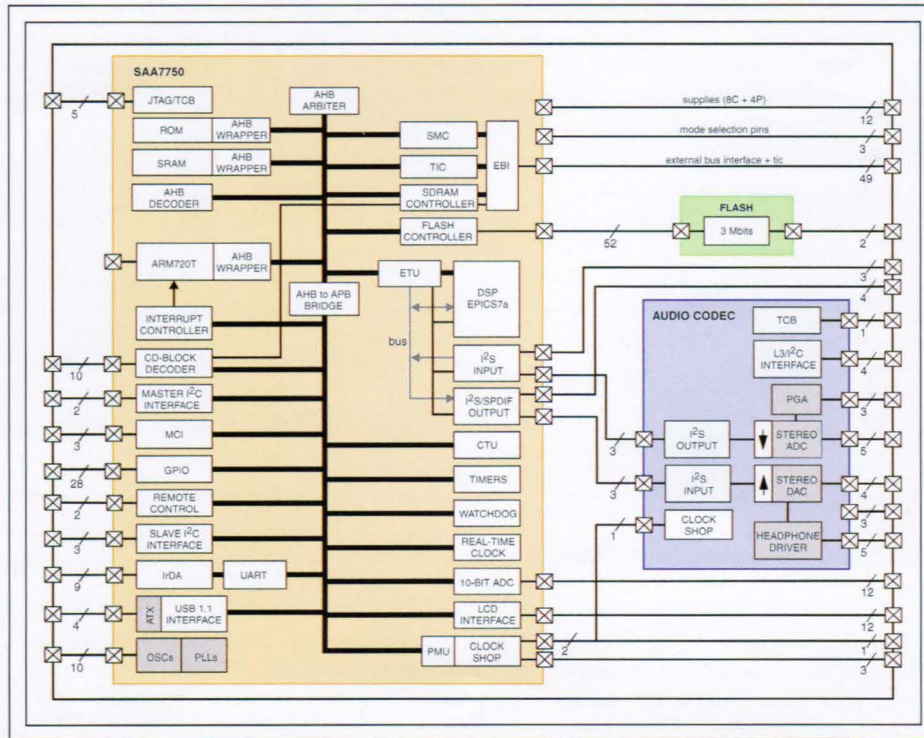 SAA7750
JTAG/TCB
5
ROM
AHB
WRAPPER
SRAM
AHB
WRAPPER
AHB
DECODER
ARM720T
AHB
WRAPPER
INTERRUPT
CONTROLLER
CD-BLOCK
DECODER
10
MASTER I²C
INTERFACE
2
MCI
3
GPIO
28
REMOTE
CONTROL
2
SLAVE I²C
INTERFACE
3
IrDA
UART
9
ATX
USB 1.1
INTERFACE
4
OSCs
PLLs
10
AHB
ARBITER
AHB to APB
BRIDGE
SMC
TIC
SDRAM
CONTROLLER
EBI
FLASH
CONTROLLER
ETU
bus
DSP
EPICS7a
I²S
INPUT
I²S/SPDIF
OUTPUT
CTU
TIMERS
WATCHDOG
REAL-TIME
CLOCK
10-BIT ADC
LCD
INTERFACE
PMU
CLOCK
SHOP
2
supplies (8C + 4P)
12
mode selection pins
3
external bus interface + tic
49
52
FLASH
3 Mbits
2
3
4
AUDIO CODEC
TCB
1
L3/I²C
INTERFACE
4
PGA
3
3
I²S
OUTPUT
STEREO
ADC
5
3
I²S
INPUT
STEREO
DAC
4
3
1
CLOCK
SHOP
HEADPHONE
DRIVER
5
12
12
1
3